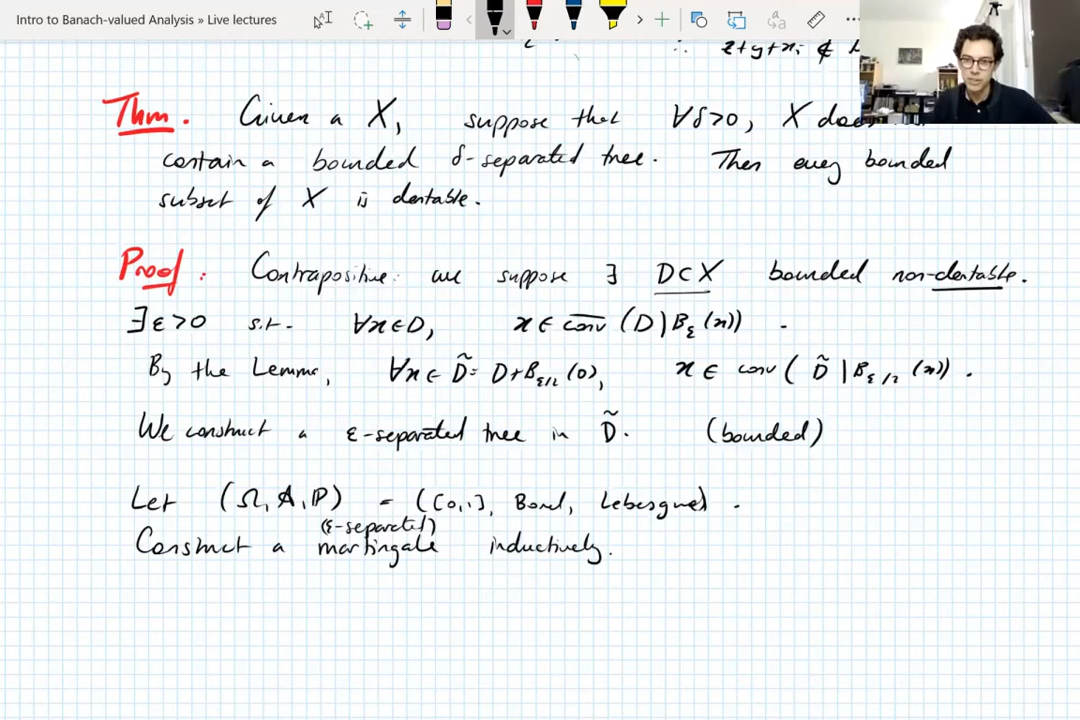 Intro to Banach-valued Analysis » Live lectures
∴ z+y+xᵢ ∉
Thm. Given a X, suppose that ∀δ>0, X does
contain a bounded δ-separated tree. Then every bounded
subset of X is dentable.
Proof: Contrapositive: we suppose ∃ D⊂X bounded non-dentable.
∃ε>0 s.t. ∀x∈D, x ∈ conv̅ (D\B_ε(x)) .
By the Lemma, ∀x∈ D̃ = D+B_{ε/2}(0), x ∈ conv ( D̃ \B_{ε/2}(x)) .
We construct a ε-separated tree in D̃. (bounded)
Let (Ω, A, ℙ) = ([0,1], Borel, Lebesgue) .
(ε-separated)
Construct a martingale inductively.